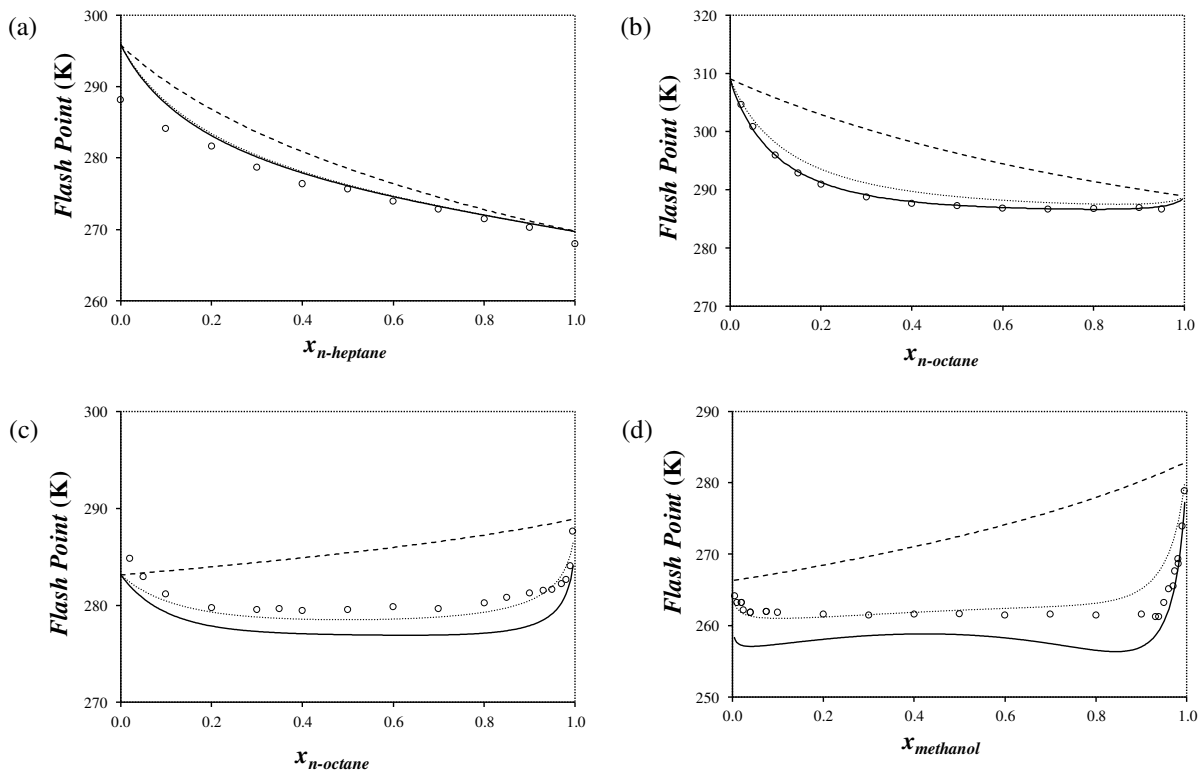 (a)
Flash Point (K)
300
290
280
270
260
0.0 0.2 0.4 0.6 0.8 1.0
x n-heptane
(b)
Flash Point (K)
320
310
300
290
280
270
0.0 0.2 0.4 0.6 0.8 1.0
x n-octane
(c)
Flash Point (K)
300
290
280
270
0.0 0.2 0.4 0.6 0.8 1.0
x n-octane
(d)
Flash Point (K)
290
280
270
260
250
0.0 0.2 0.4 0.6 0.8 1.0
x methanol